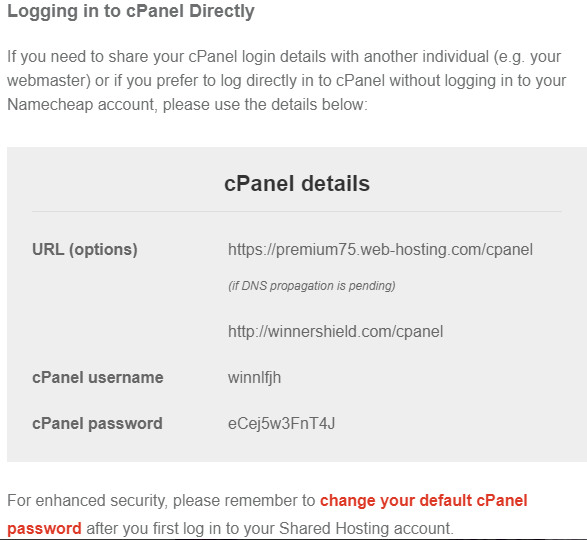 Logging in to cPanel Directly
If you need to share your cPanel login details with another individual (e.g. your
webmaster) or if you prefer to log directly in to cPanel without logging in to your
Namecheap account, please use the details below:
cPanel details
URL (options) https://premium75.web-hosting.com/cpanel
(if DNS propagation is pending)
http://winnershield.com/cpanel
cPanel username winnlfjh
cPanel password eCej5w3FnT4J
For enhanced security, please remember to change your default cPanel
password after you first log in to your Shared Hosting account.